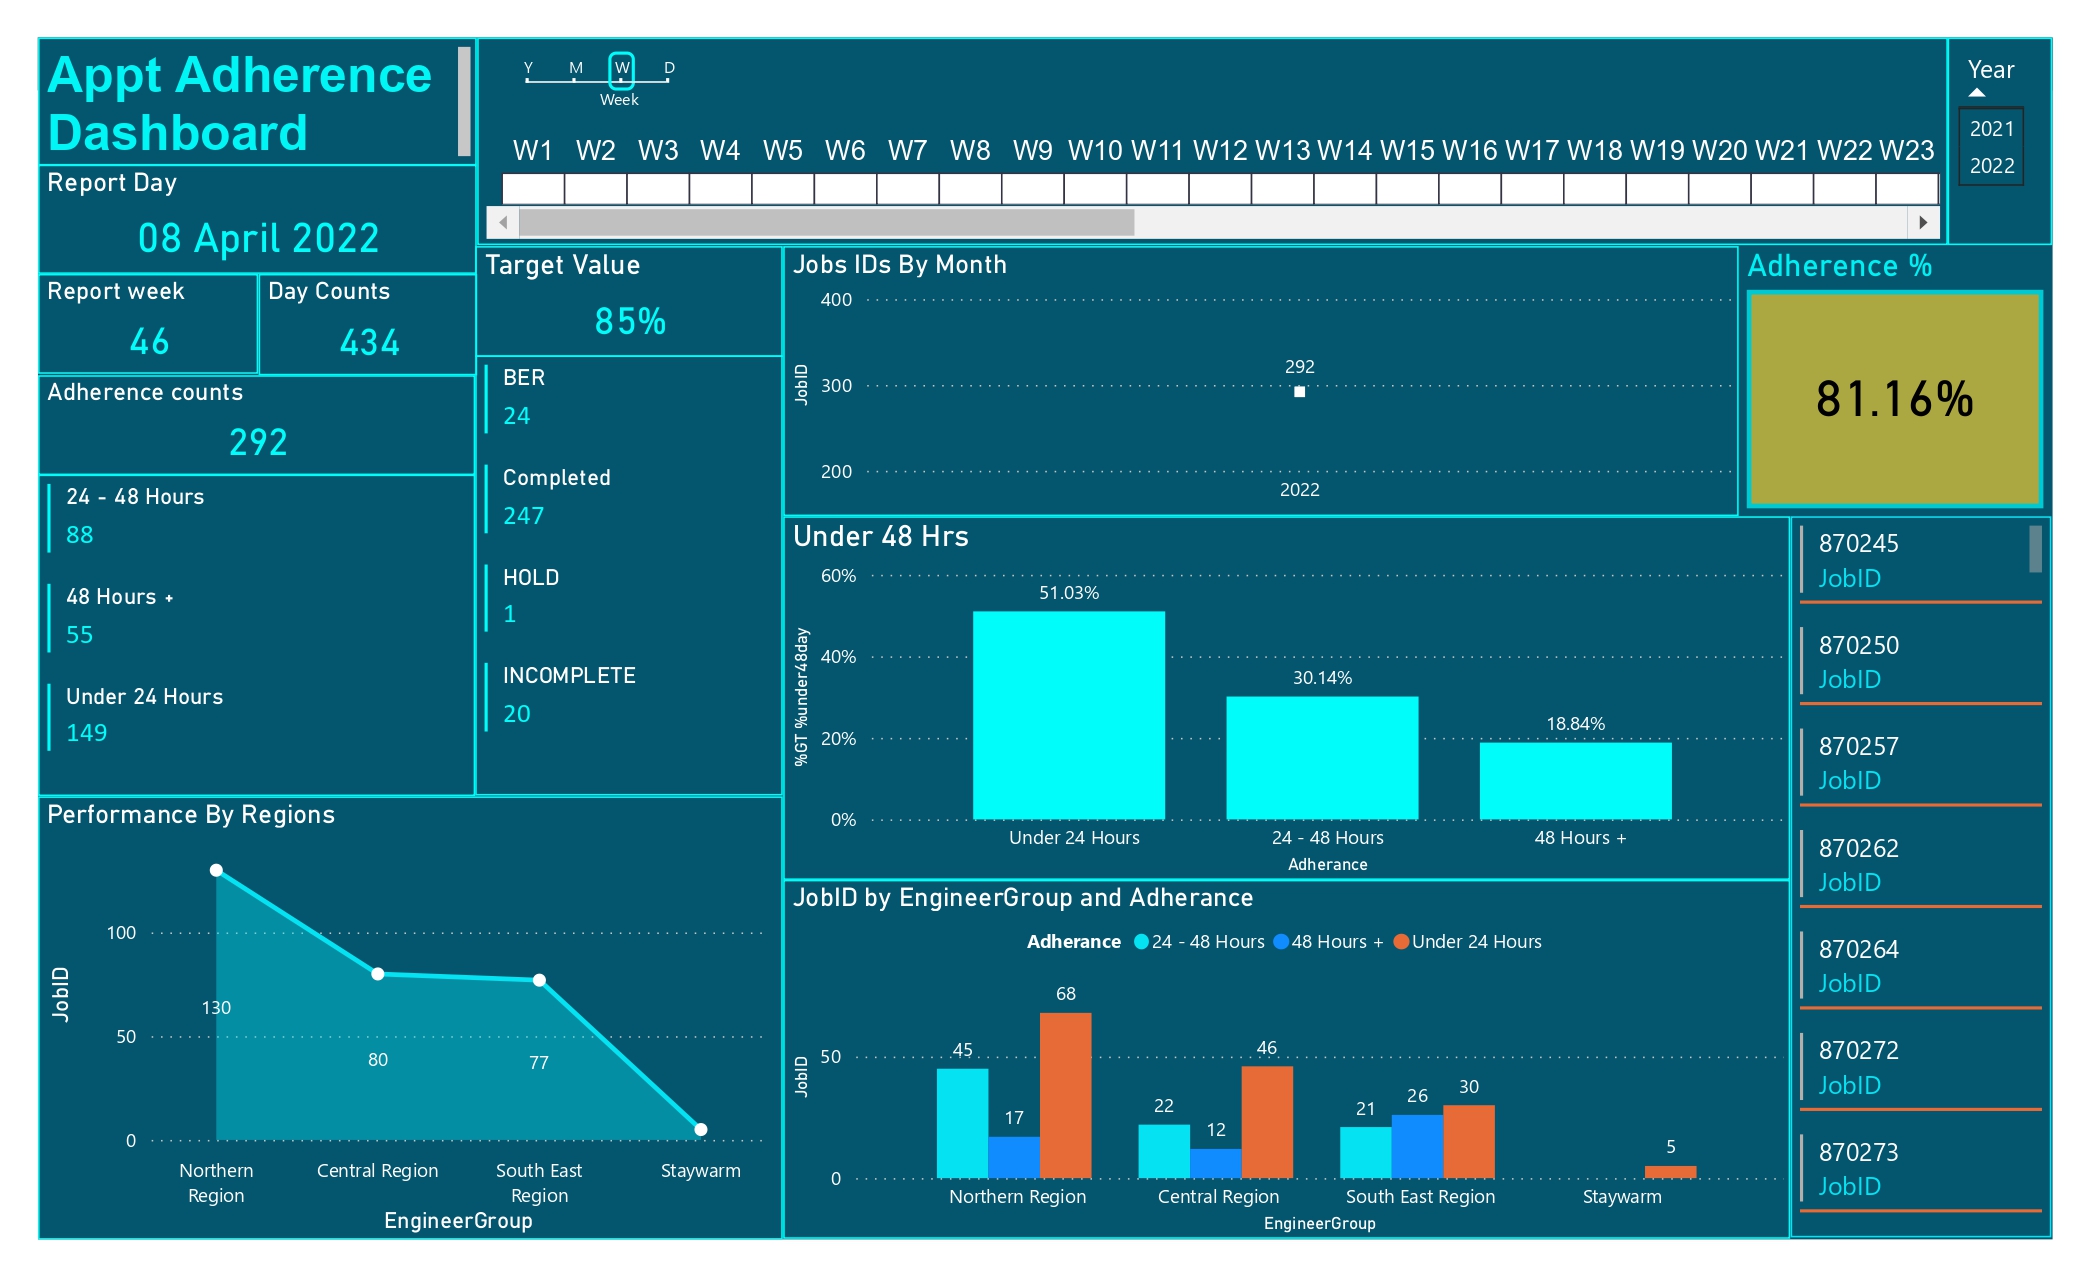 Appt Adherence
Dashboard
Y M W D
Week
W1 W2 W3 W4 W5 W6 W7 W8 W9 W10 W11 W12 W13 W14 W15 W16 W17 W18 W19 W20 W21 W22 W23
Year
2021
2022
Report Day
08 April 2022
Report week
46
Day Counts
434
Adherence counts
292
24 - 48 Hours
88
48 Hours +
55
Under 24 Hours
149
Target Value
85%
BER
24
Completed
247
HOLD
1
INCOMPLETE
20
Jobs IDs By Month
JobID
400
300
200
292
2022
Adherence %
81.16%
Under 48 Hrs
%GT %under48day
60%
40%
20%
0%
51.03%
30.14%
18.84%
Under 24 Hours
24 - 48 Hours
48 Hours +
Adherance
870245
JobID
870250
JobID
870257
JobID
870262
JobID
870264
JobID
870272
JobID
870273
JobID
Performance By Regions
JobID
100
50
0
130
80
77
Northern
Region
Central Region
South East
Region
Staywarm
EngineerGroup
JobID by EngineerGroup and Adherance
Adherance 24 - 48 Hours 48 Hours + Under 24 Hours
JobID
50
0
45
17
68
22
12
46
21
26
30
5
Northern Region
Central Region
South East Region
Staywarm
EngineerGroup